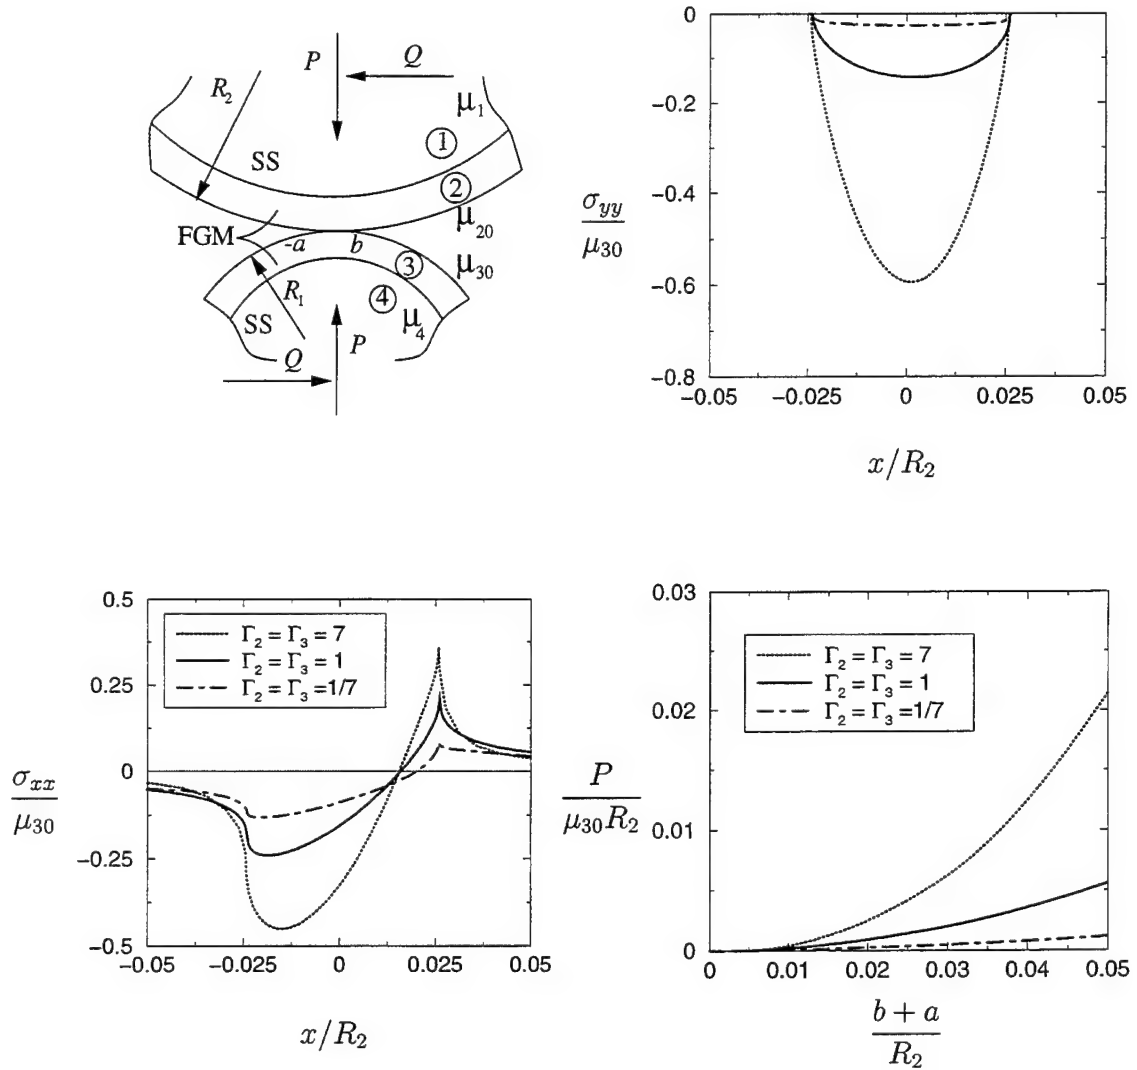 P
Q
R₂
μ₁
1
SS
2
μ₂₀
FGM
-a
b
μ₃₀
3
R₁
4
SS
μ₄
Q
P
0
−0.2
−0.4
−0.6
−0.8
σ_yy
μ₃₀
−0.05
−0.025
0
0.025
0.05
x/R₂
0.5
0.25
0
−0.25
−0.5
Γ₂ = Γ₃ = 7
Γ₂ = Γ₃ = 1
Γ₂ = Γ₃ = 1/7
σ_xx
μ₃₀
−0.05
−0.025
0
0.025
0.05
x/R₂
0.03
0.02
0.01
0
Γ₂ = Γ₃ = 7
Γ₂ = Γ₃ = 1
Γ₂ = Γ₃ =1/7
P
μ₃₀R₂
0
0.01
0.02
0.03
0.04
0.05
b + a
R₂